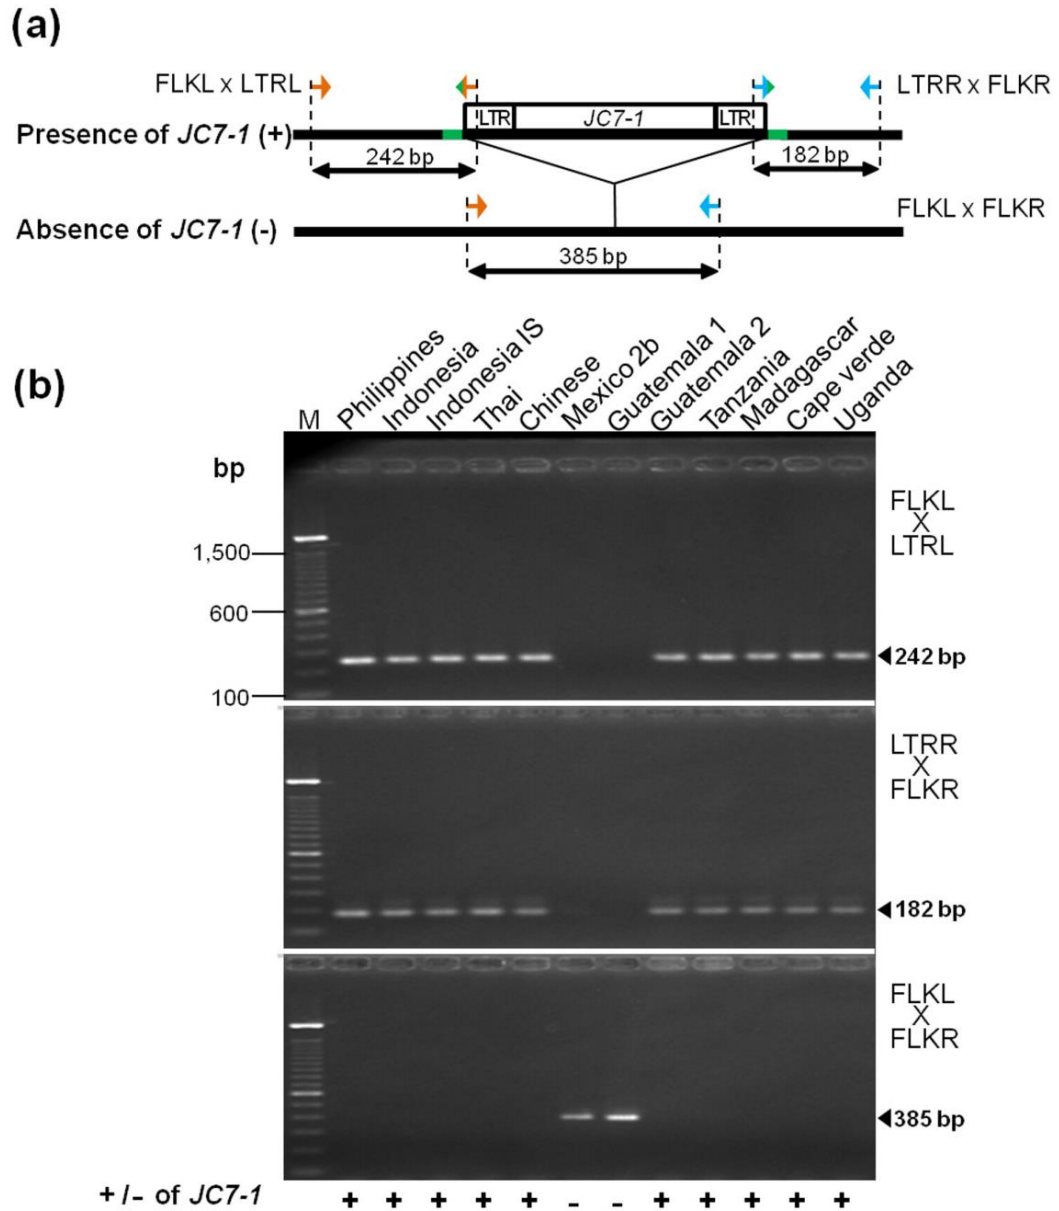 (a)
FLKL x LTRL
LTRR x FLKR
LTR
JC7-1
LTR
Presence of JC7-1 (+)
242 bp
182 bp
FLKL x FLKR
Absence of JC7-1 (-)
385 bp
(b)
M
Philippines
Indonesia
Indonesia IS
Thai
Chinese
Mexico 2b
Guatemala 1
Guatemala 2
Tanzania
Madagascar
Cape verde
Uganda
bp
1,500
600
100
FLKL
X
LTRL
242 bp
LTRR
X
FLKR
182 bp
FLKL
X
FLKR
385 bp
+/- of JC7-1
+ + + + + - - + + + + +